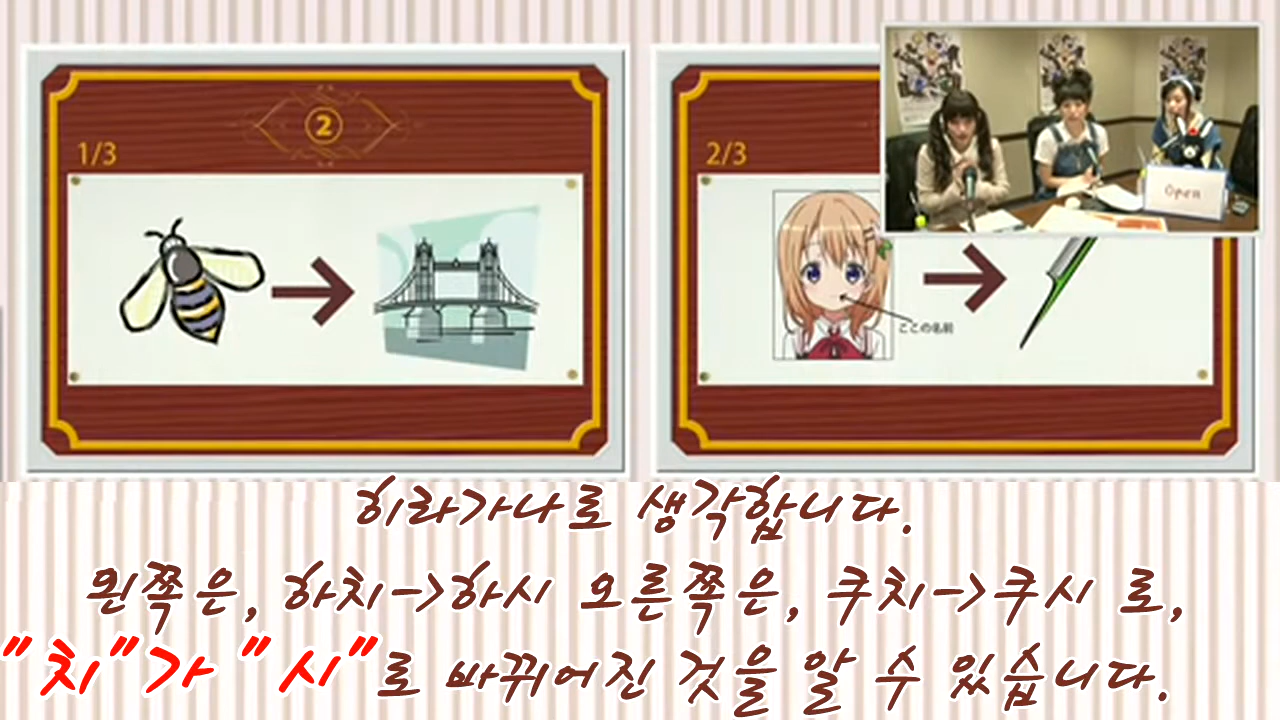 ②
1/3
2/3
Open
ここの名前
히라가나로 생각합니다.
왼쪽은, 하치->하시 오른쪽은, 쿠치->쿠시 로,
"치"가 "시"로 바뀌어진 것을 알 수 있습니다.